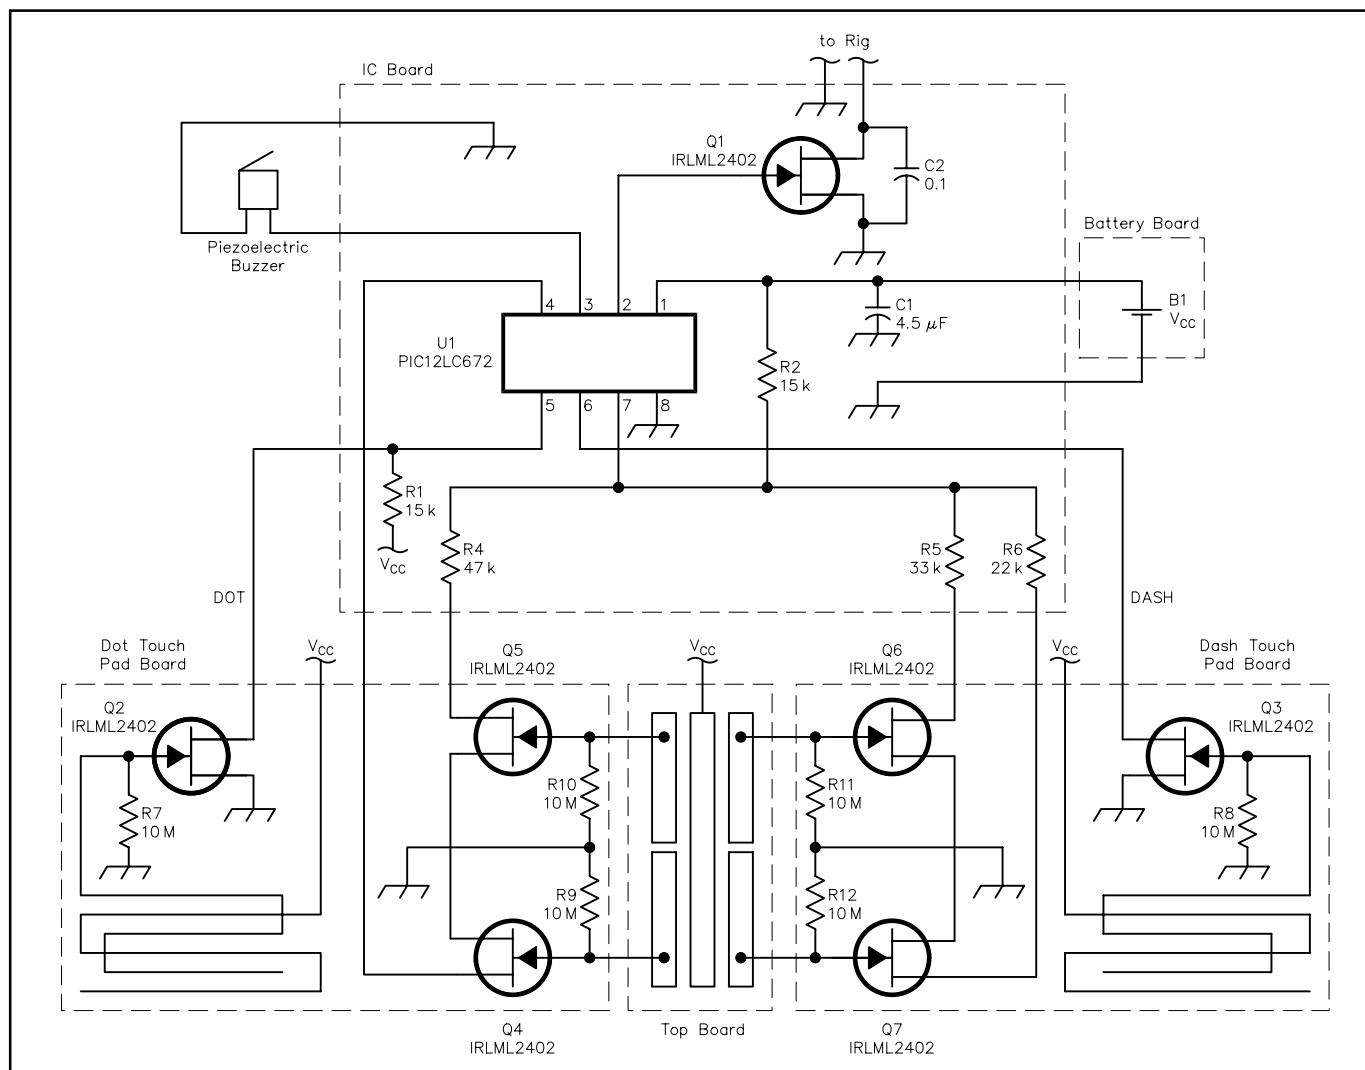 to Rig
IC Board
Q1
IRLML2402
C2
0.1
Piezoelectric
Buzzer
Battery Board
B1
VCC
C1
4.5 µF
4
3
2
1
U1
PIC12LC672
R2
15 k
5
6
7
8
R1
15 k
VCC
R4
47 k
R5
33 k
R6
22 k
DOT
DASH
Dot Touch
Pad Board
VCC
Q5
IRLML2402
VCC
Q6
IRLML2402
VCC
Dash Touch
Pad Board
Q2
IRLML2402
Q3
IRLML2402
R7
10 M
R10
10 M
R11
10 M
R8
10 M
R9
10 M
R12
10 M
Q4
IRLML2402
Top Board
Q7
IRLML2402